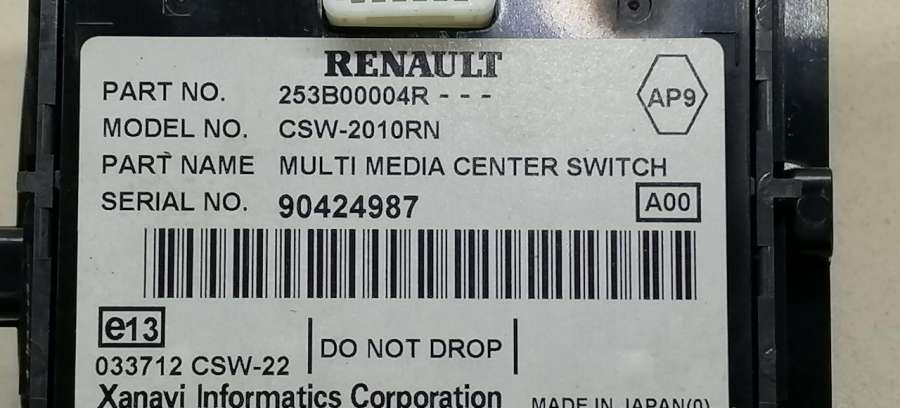 RENAULT
PART NO. 253B00004R - - -
AP9
MODEL NO. CSW-2010RN
PART NAME MULTI MEDIA CENTER SWITCH
SERIAL NO. 90424987
A00
e13
033712 CSW-22
DO NOT DROP
Xanavi Informatics Corporation MADE IN JAPAN(0)